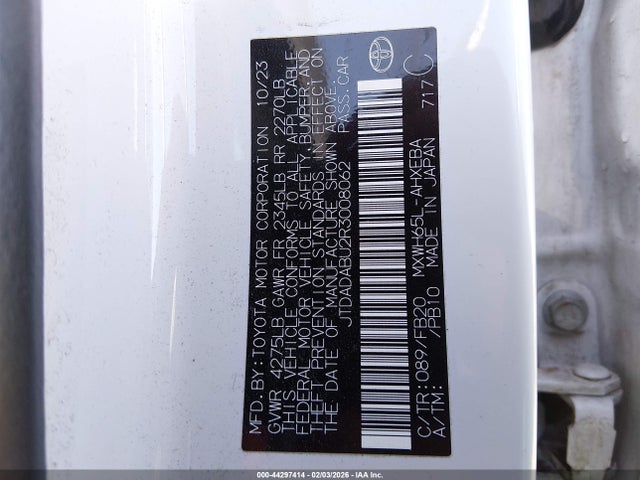 MFD.BY:TOYOTA MOTOR CORPORATION 10/23
GVWR 4275LB GAWR FR 2345LB RR 2270LB
THIS VEHICLE CONFORMS TO ALL APPLICABLE
FEDERAL MOTOR VEHICLE SAFETY, BUMPER, AND
THEFT PREVENTION STANDARDS IN EFFECT ON
THE DATE OF MANUFACTURE SHOWN ABOVE.
JTDADABU2R3008062 PASS.CAR
C/TR:089/FB20 MXWH65L-AHXEBA
A/TM: /PB10 MADE IN JAPAN 717C
000-44297414 - 02/03/2026 - IAA Inc.